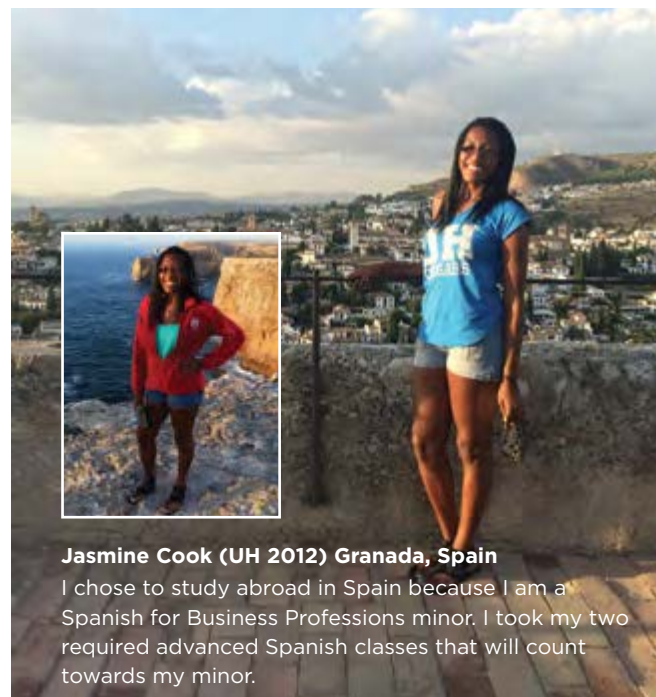 UH
Jasmine Cook (UH 2012) Granada, Spain
I chose to study abroad in Spain because I am a
Spanish for Business Professions minor. I took my two
required advanced Spanish classes that will count
towards my minor.